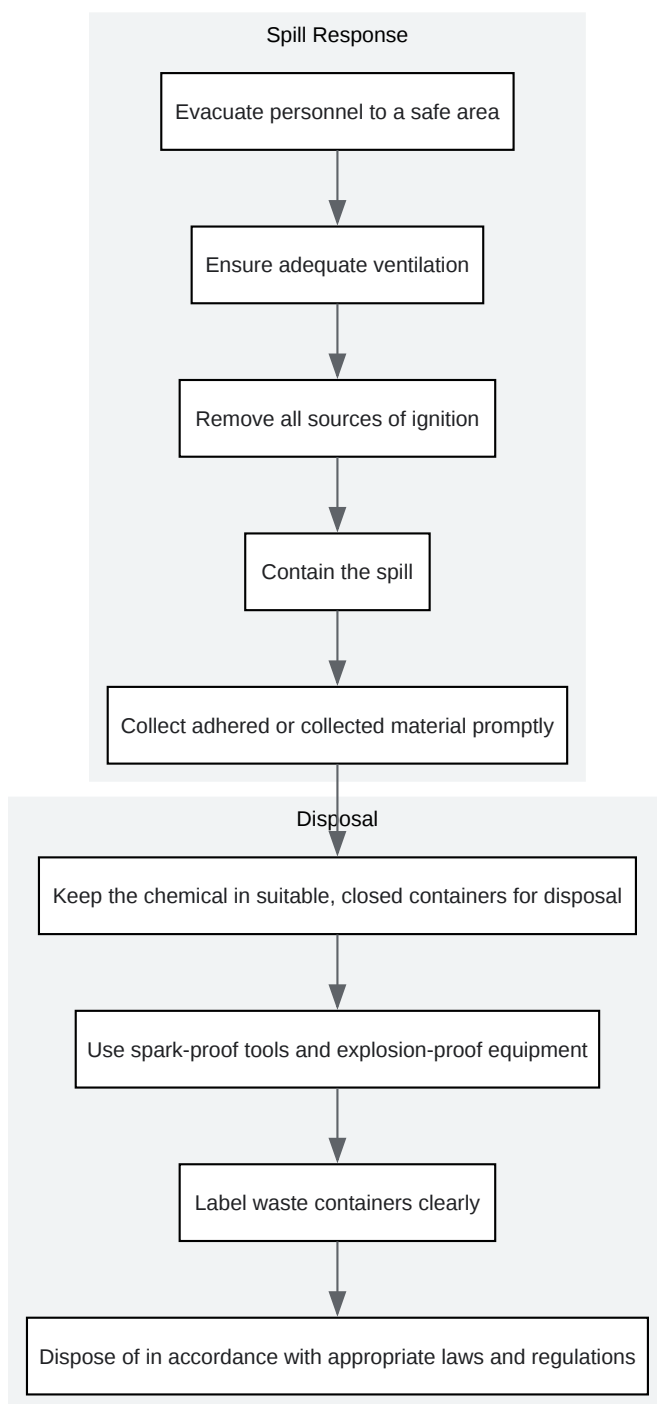 Spill Response
Evacuate personnel to a safe area
Ensure adequate ventilation
Remove all sources of ignition
Contain the spill
Collect adhered or collected material promptly
Disposal
Keep the chemical in suitable, closed containers for disposal
Use spark-proof tools and explosion-proof equipment
Label waste containers clearly
Dispose of in accordance with appropriate laws and regulations